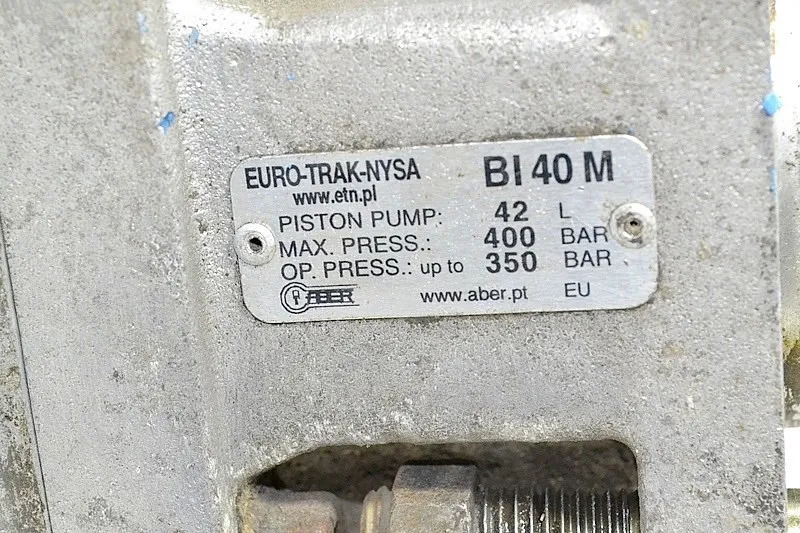 EURO-TRAK-NYSA BI 40 M
www.etn.pl
PISTON PUMP: 42 L
MAX. PRESS.: 400 BAR
OP. PRESS.: up to 350 BAR
ABER www.aber.pt EU